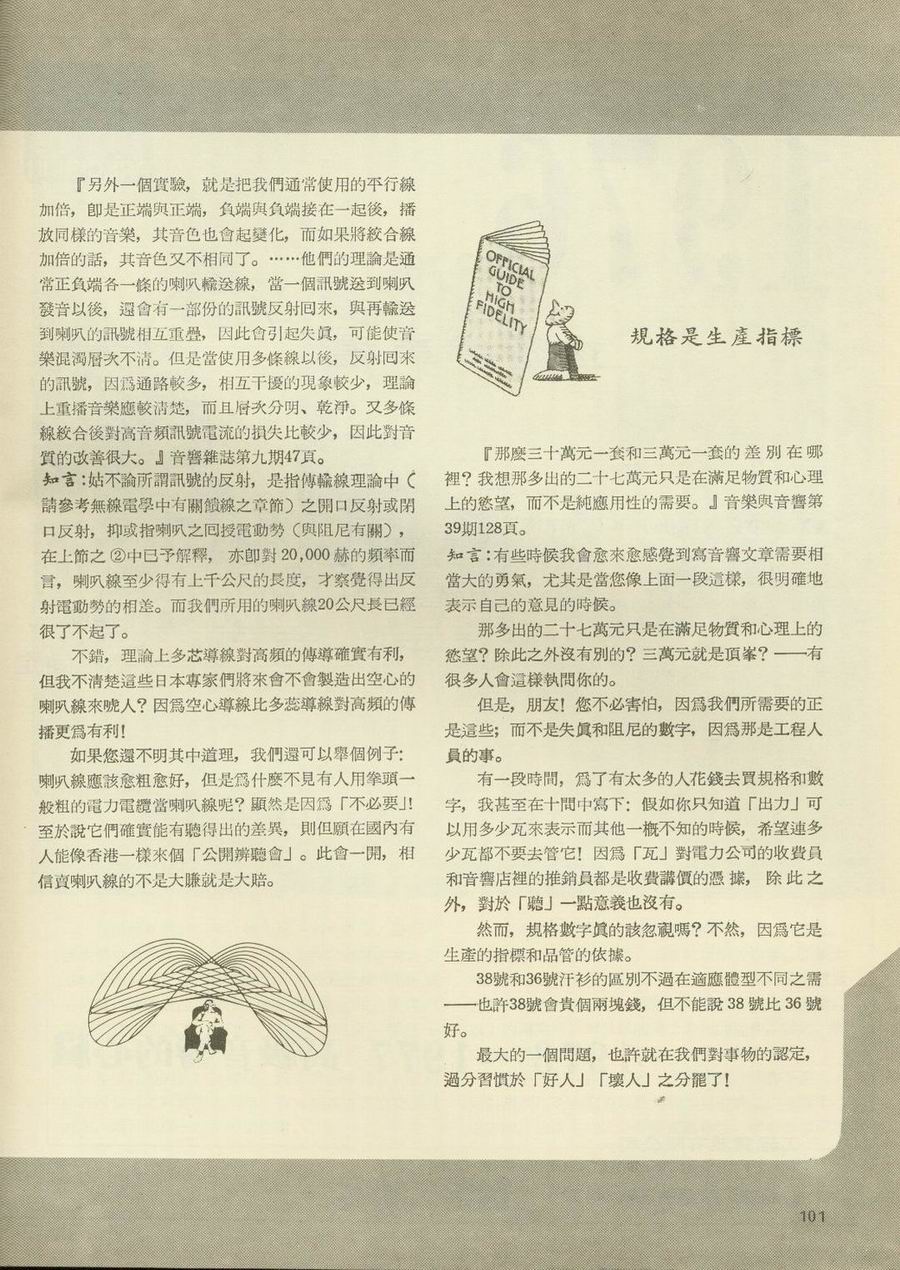 『另外一個實驗，就是把我們通常使用的平行線
加倍，卽是正端與正端，負端與負端接在一起後，播
放同樣的音樂，其音色也會起變化，而如果將絞合線
加倍的話，其音色又不相同了。……他們的理論是通
常正負端各一條的喇叭輸送線，當一個訊號送到喇叭
發音以後，還會有一部份的訊號反射回來，與再輸送
到喇叭的訊號相互重疊，因此會引起失眞，可能使音
樂混濁層次不淸。但是當使用多條線以後，反射回來
的訊號，因爲通路較多，相互干擾的現象較少，理論
上重播音樂應較淸楚，而且層次分明、乾淨。又多條
線絞合後對高音頻訊號電流的損失比較少，因此對音
質的改善很大。』音響雜誌第九期47頁。
知言：姑不論所謂訊號的反射，是指傳輸線理論中（
請參考無線電學中有關饋線之章節）之開口反射或閉
口反射，抑或指喇叭之回授電動勢（與阻尼有關），
在上節之②中已予解釋，亦卽對20,000赫的頻率而
言，喇叭線至少得有上千公尺的長度，才察覺得出反
射電動勢的相差。而我們所用的喇叭線20公尺長已經
很了不起了。
不錯，理論上多芯導線對高頻的傳導確實有利，
但我不淸楚這些日本專家們將來會不會製造出空心的
喇叭線來唬人？因爲空心導線比多蕊導線對高頻的傳
播更爲有利！
如果您還不明其中道理，我們還可以舉個例子：
喇叭線應該愈粗愈好，但是爲什麽不見有人用拳頭一
般粗的電力電纜當喇叭線呢？顯然是因爲「不必要」！
至於說它們確實能有聽得出的差異，則但願在國內有
人能像香港一樣來個「公開辨聽會」。此會一開，相
信賣喇叭線的不是大賺就是大賠。
OFFICIAL
GUIDE
TO
HIGH
FIDELITY
規格是生產指標
『那麽三十萬元一套和三萬元一套的差別在哪
裡？我想那多出的二十七萬元只是在滿足物質和心理
上的慾望，而不是純應用性的需要。』音樂與音響第
39期128頁。
知言：有些時候我會愈來愈感覺到寫音響文章需要相
當大的勇氣，尤其是當您像上面一段這樣，很明確地
表示自己的意見的時候。
那多出的二十七萬元只是在滿足物質和心理上的
慾望？除此之外沒有別的？三萬元就是頂峯？——有
很多人會這樣執問你的。
但是，朋友！您不必害怕，因爲我們所需要的正
是這些；而不是失眞和阻尼的數字，因爲那是工程人
員的事。
有一段時間，爲了有太多的人花錢去買規格和數
字，我甚至在十問中寫下：假如你只知道「出力」可
以用多少瓦來表示而其他一概不知的時候，希望連多
少瓦都不要去管它！因爲「瓦」對電力公司的收費員
和音響店裡的推銷員都是收費講價的憑據，除此之
外，對於「聽」一點意義也沒有。
然而，規格數字眞的該忽視嗎？不然，因爲它是
生產的指標和品管的依據。
38號和36號汗衫的區別不過在適應體型不同之需
——也許38號會貴個兩塊錢，但不能說38號比36號
好。
最大的一個問題，也許就在我們對事物的認定，
過分習慣於「好人」「壞人」之分罷了！
101